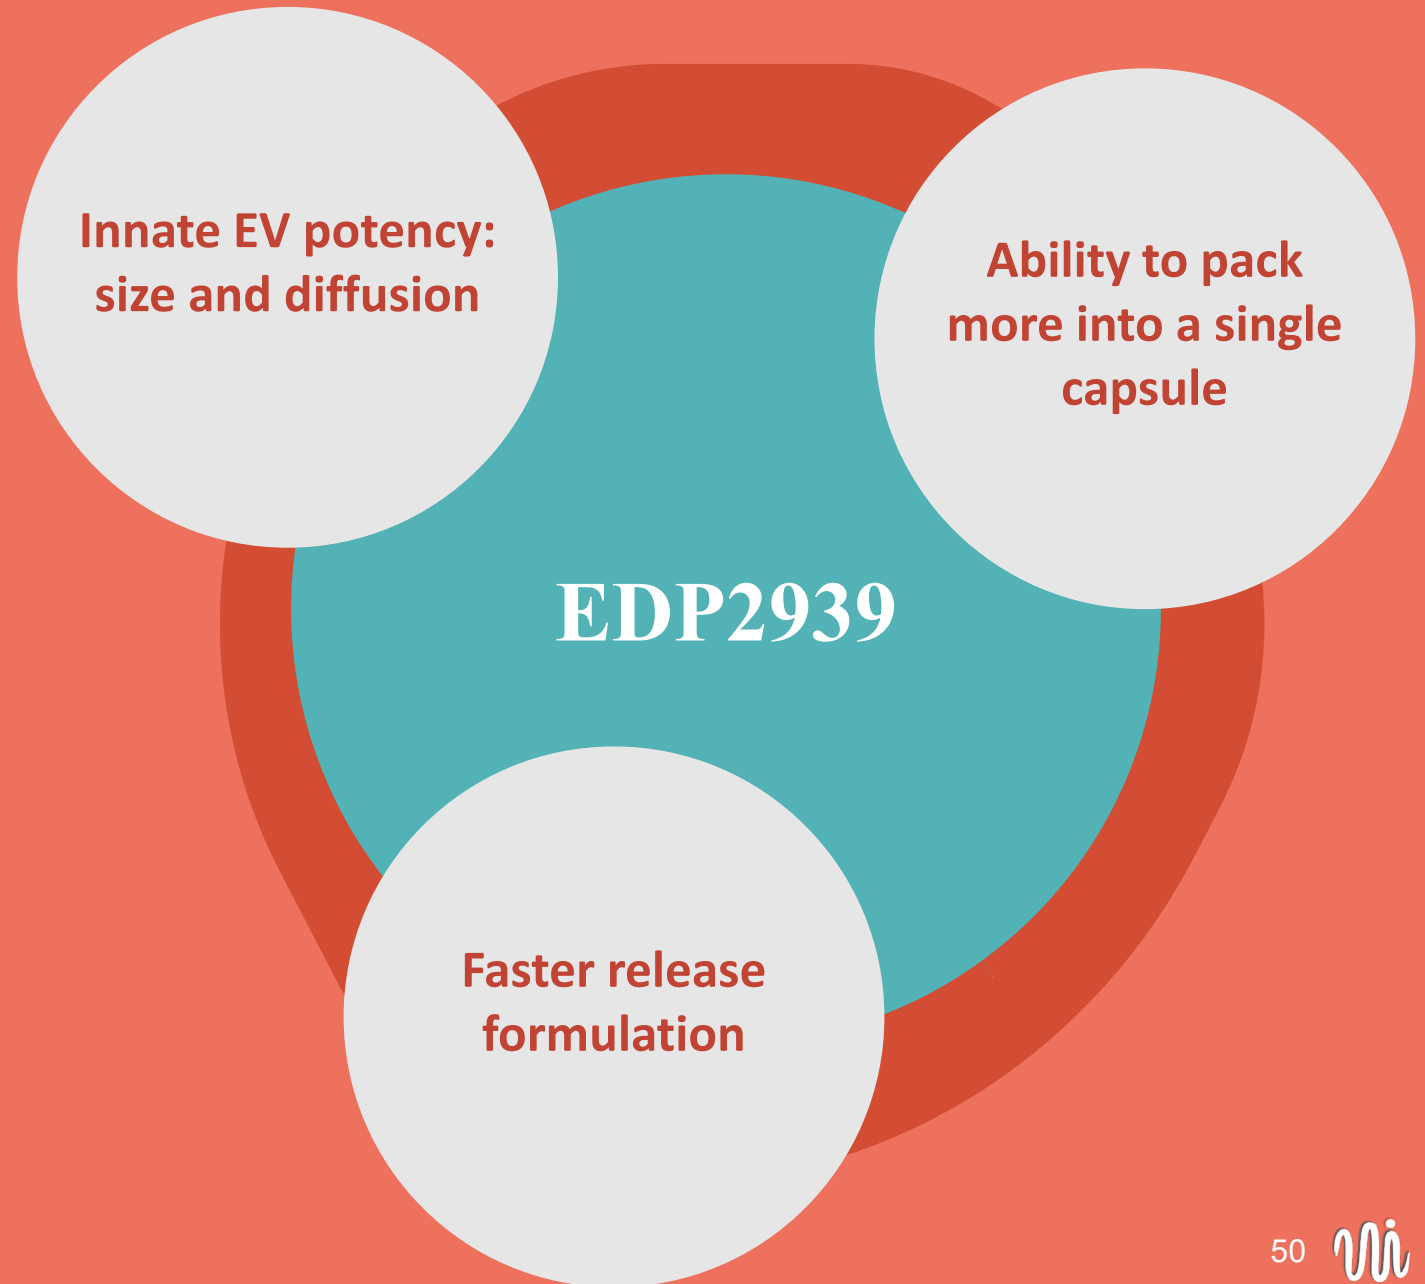 Innate EV potency:
size and diffusion
Ability to pack
more into a single
capsule
EDP2939
Faster release
formulation
50